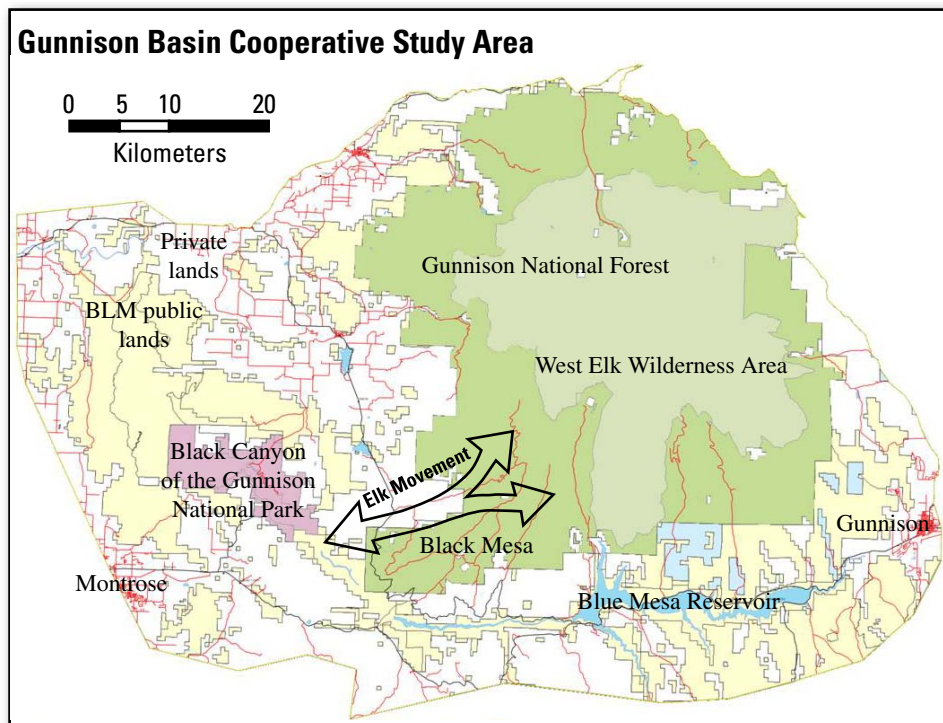 Gunnison Basin Cooperative Study Area
0 5 10 20
Kilometers
Private
lands
Gunnison National Forest
BLM public
lands
West Elk Wilderness Area
Black Canyon
of the Gunnison
National Park
Elk Movement
Black Mesa
Gunnison
Montrose
Blue Mesa Reservoir